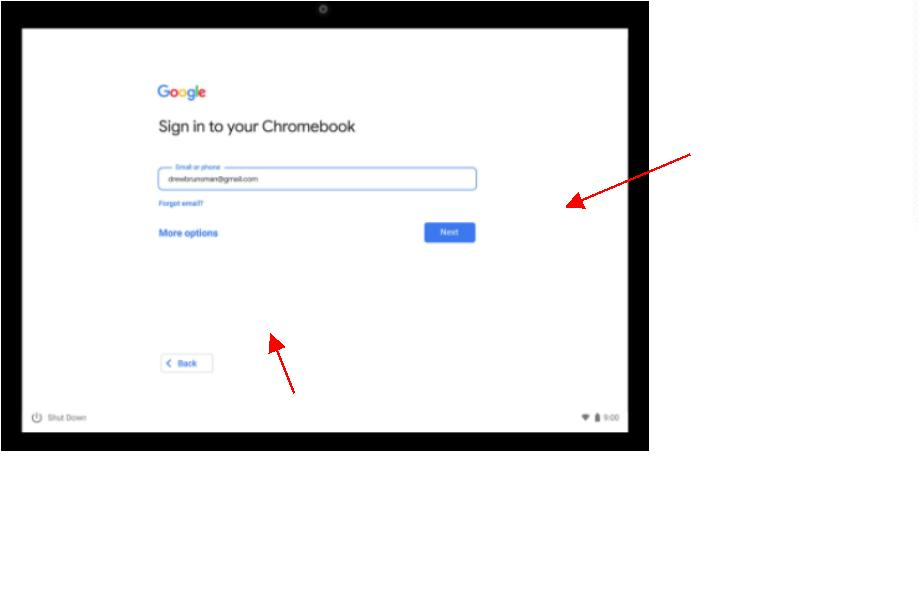 Google
Sign in to your Chromebook
Email or phone
drewbrunsman@gmail.com
Forgot email?
More options
Next
Back
Shut Down
9:00